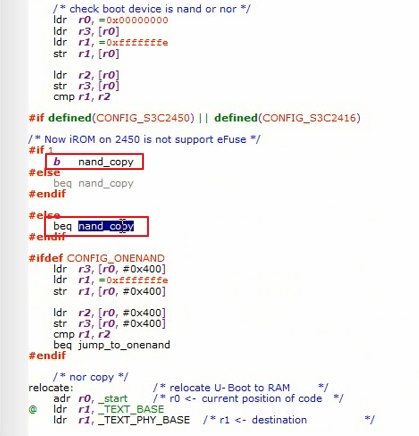 /* check boot device is nand or nor */
ldr r0, =0x00000000
ldr r3, [r0]
ldr r1, =0xfffffffe
str r1, [r0]
ldr r2, [r0]
str r3, [r0]
cmp r1, r2
#if defined(CONFIG_S3C2450) || defined(CONFIG_S3C2416)
/* Now iROM on 2450 is not support eFuse */
#if 1
b nand_copy
#else
beq nand_copy
#endif
#else
beq nand_copy
#endif
#ifdef CONFIG_ONENAND
ldr r3, [r0, #0x400]
ldr r1, =0xfffffffe
str r1, [r0, #0x400]
ldr r2, [r0, #0x400]
str r3, [r0, #0x400]
cmp r1, r2
beq jump_to_onenand
#endif
/* nor copy */
relocate: /* relocate U-Boot to RAM */
adr r0, _start /* r0 <- current position of code */
@ ldr r1, _TEXT_BASE
ldr r1, _TEXT_PHY_BASE /* r1 <- destination */